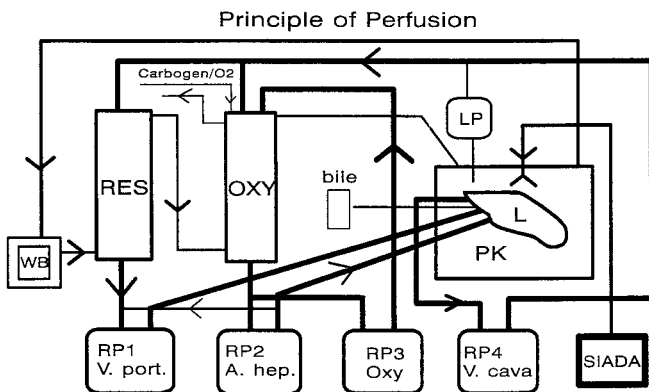 Principle of Perfusion
Carbogen/O2
LP
RES
OXY
bile
L
WB
PK
RP1
V. port.
RP2
A. hep.
RP3
Oxy
RP4
V. cava
SIADA